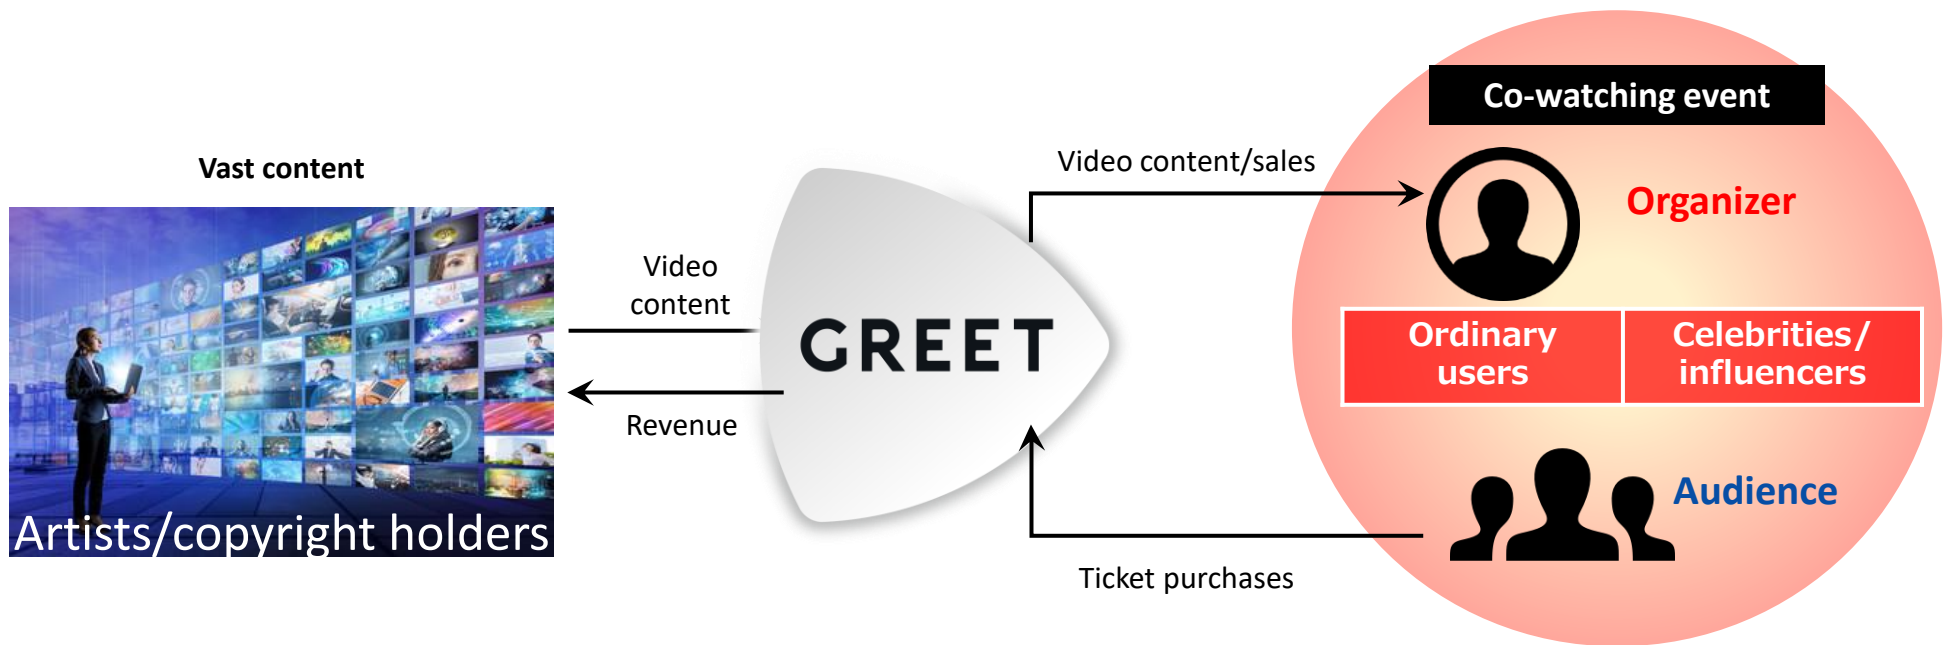 Vast content
Artists/copyright holders
Video
content
Revenue
GREET
Video content/sales
Ticket purchases
Co-watching event
Organizer
Ordinary
users
Celebrities/
influencers
Audience